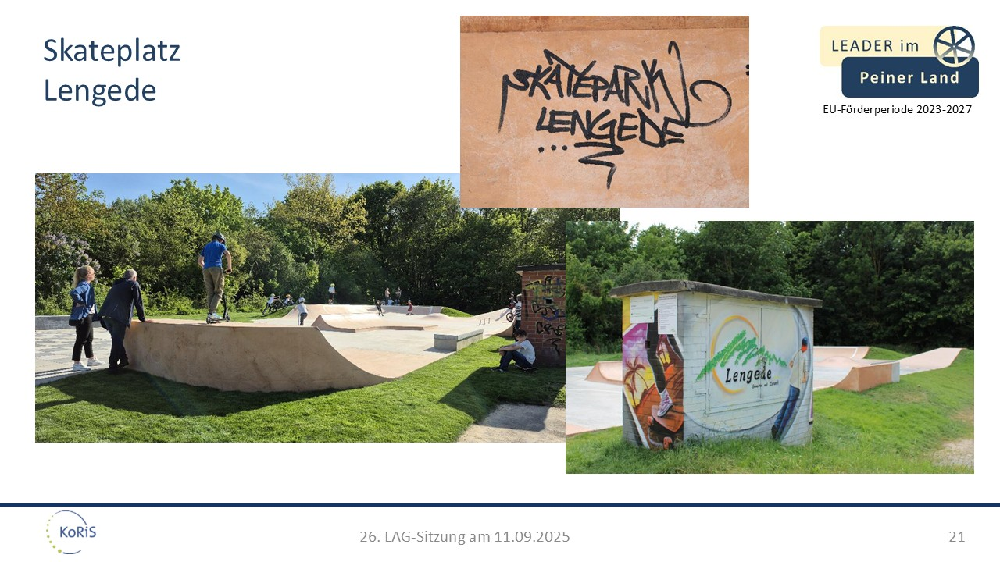 Skateplatz
Lengede
SKATEPARK
LENGEDE
LEADER im
Peiner Land
EU-Förderperiode 2023-2027
Lengede
KoRiS
26. LAG-Sitzung am 11.09.2025
21